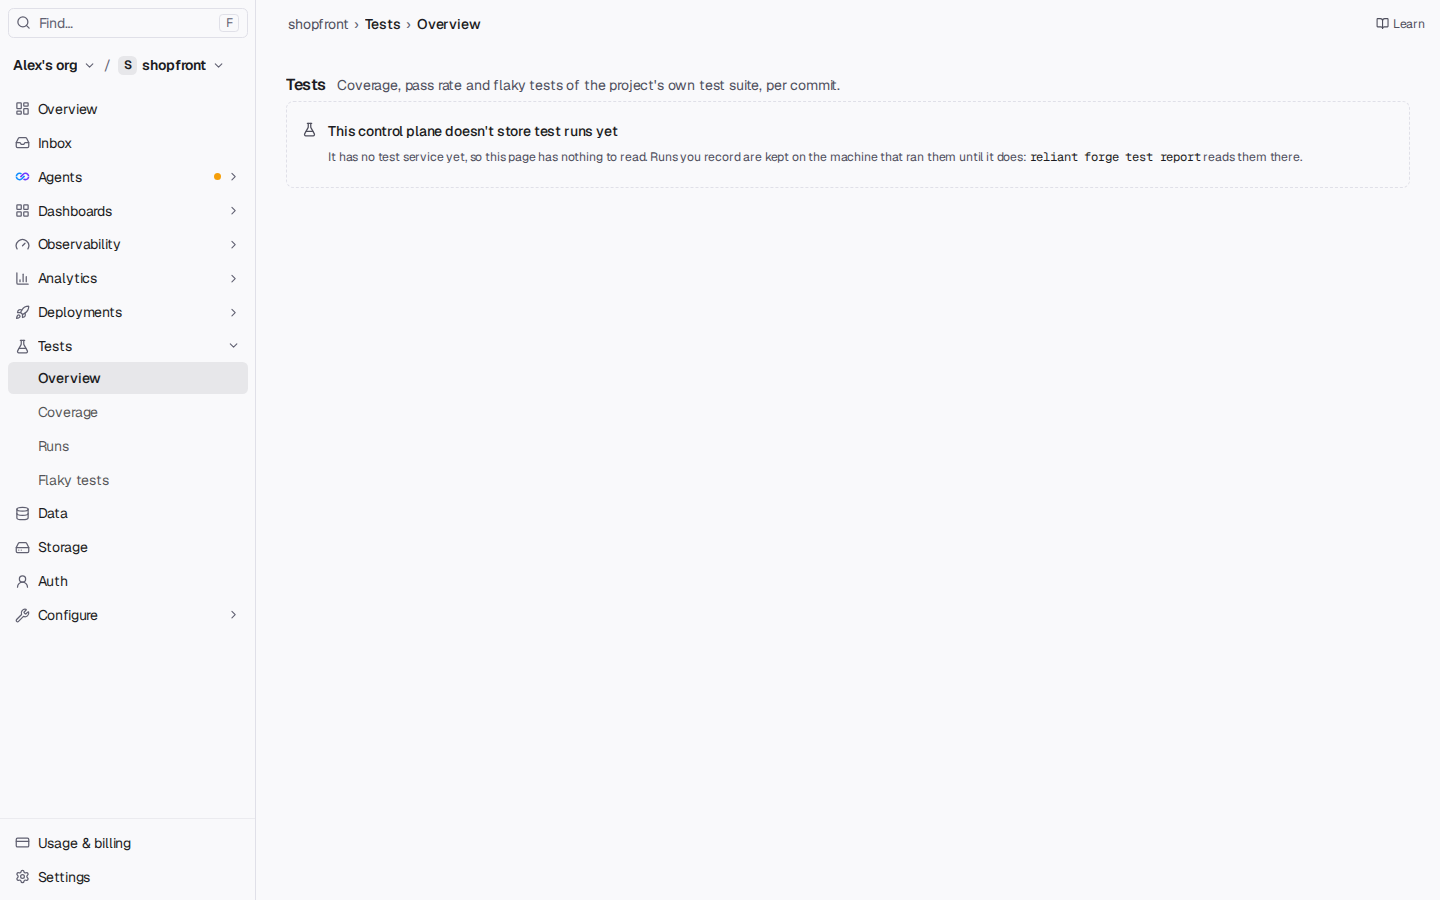 Find...
F
Alex's org / S shopfront
Overview
Inbox
Agents
Dashboards
Observability
Analytics
Deployments
Tests
Overview
Coverage
Runs
Flaky tests
Data
Storage
Auth
Configure
Usage & billing
Settings
shopfront › Tests › Overview
Learn
Tests Coverage, pass rate and flaky tests of the project's own test suite, per commit.
This control plane doesn't store test runs yet
It has no test service yet, so this page has nothing to read. Runs you record are kept on the machine that ran them until it does: reliant forge test report reads them there.